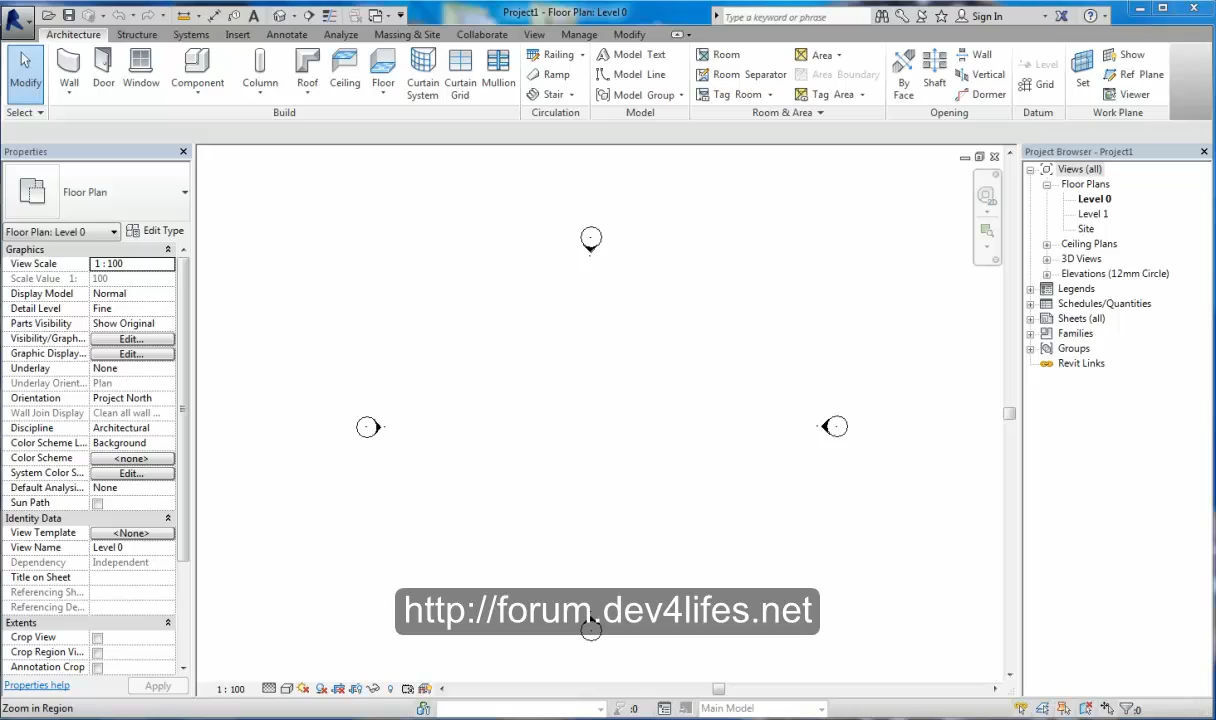 Project1 - Floor Plan: Level 0
Type a keyword or phrase
Sign In
Architecture Structure Systems Insert Annotate Analyze Massing & Site Collaborate View Manage Modify
Modify
Wall
Door
Window
Component
Column
Roof
Ceiling
Floor
Curtain System
Curtain Grid
Mullion
Railing
Ramp
Stair
Model Text
Model Line
Model Group
Room
Room Separator
Tag Room
Area
Area Boundary
Tag Area
By Face
Shaft
Wall
Vertical
Dormer
Level
Grid
Set
Show
Ref Plane
Viewer
Select Build Circulation Model Room & Area Opening Datum Work Plane
Properties
Floor Plan
Floor Plan: Level 0 Edit Type
Graphics
View Scale 1 : 100
Scale Value 1: 100
Display Model Normal
Detail Level Fine
Parts Visibility Show Original
Visibility/Graph... Edit...
Graphic Display... Edit...
Underlay None
Underlay Orient... Plan
Orientation Project North
Wall Join Display Clean all wall ...
Discipline Architectural
Color Scheme L... Background
Color Scheme <none>
System Color S... Edit...
Default Analysi... None
Sun Path
Identity Data
View Template <None>
View Name Level 0
Dependency Independent
Title on Sheet
Referencing Sh...
Referencing De...
Extents
Crop View
Crop Region Vi...
Annotation Crop
Properties help Apply
http://forum.dev4lifes.net
2D
Project Browser - Project1
Views (all)
Floor Plans
Level 0
Level 1
Site
Ceiling Plans
3D Views
Elevations (12mm Circle)
Legends
Schedules/Quantities
Sheets (all)
Families
Groups
Revit Links
1 : 100
Zoom in Region :0 Main Model :0